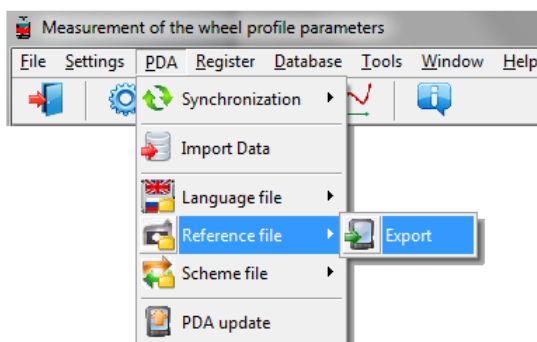 Measurement of the wheel profile parameters
File Settings PDA Register Database Tools Window Help
Synchronization
Import Data
Language file
Reference file Export
Scheme file
PDA update